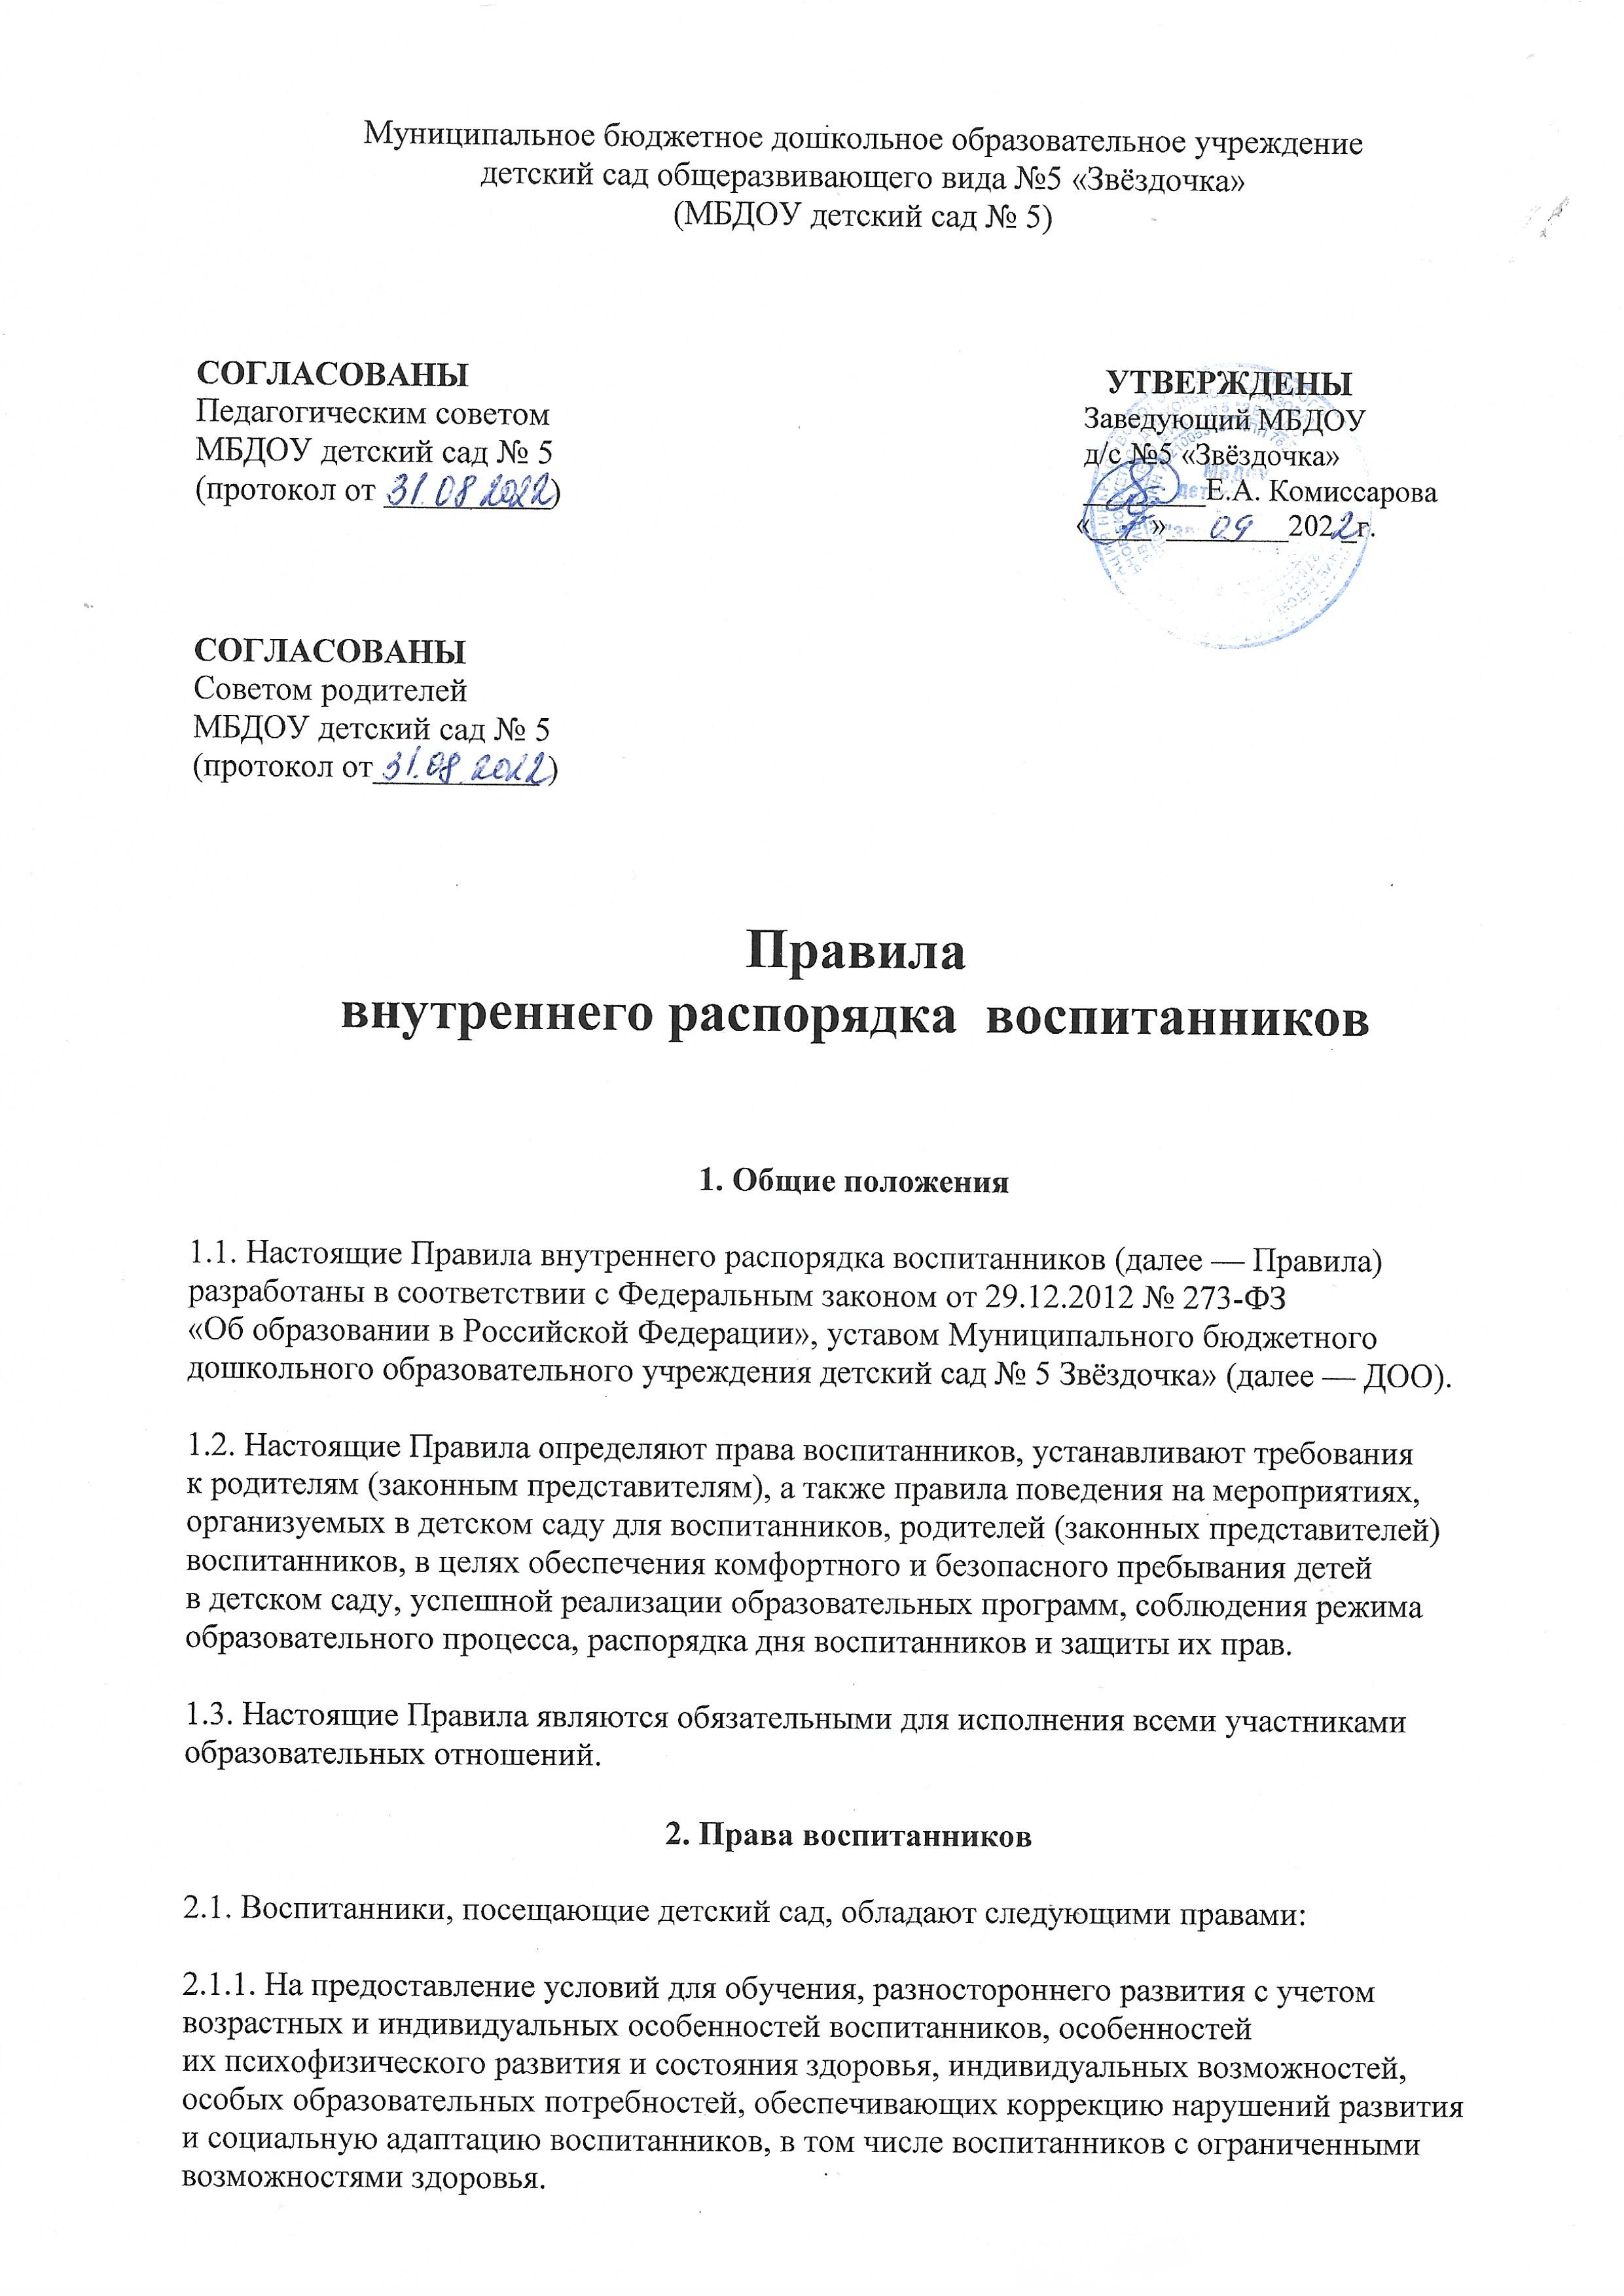 Муниципальное бюджетное дошкольное образовательное учреждение
детский сад общеразвивающего вида №5 «Звёздочка»
(МБДОУ детский сад № 5)
СОГЛАСОВАНЫ
Педагогическим советом
МБДОУ детский сад № 5
(протокол от 31.08 2022)
УТВЕРЖДЕНЫ
Заведующий МБДОУ
д/с №5 «Звёздочка»
Е.А. Комиссарова
«1» 09 2022 г.
СОГЛАСОВАНЫ
Советом родителей
МБДОУ детский сад № 5
(протокол от 31.08.2022)
Правила
внутреннего распорядка воспитанников
1. Общие положения
1.1. Настоящие Правила внутреннего распорядка воспитанников (далее — Правила)
разработаны в соответствии с Федеральным законом от 29.12.2012 № 273-ФЗ
«Об образовании в Российской Федерации», уставом Муниципального бюджетного
дошкольного образовательного учреждения детский сад № 5 Звёздочка» (далее — ДОО).
1.2. Настоящие Правила определяют права воспитанников, устанавливают требования
к родителям (законным представителям), а также правила поведения на мероприятиях,
организуемых в детском саду для воспитанников, родителей (законных представителей)
воспитанников, в целях обеспечения комфортного и безопасного пребывания детей
в детском саду, успешной реализации образовательных программ, соблюдения режима
образовательного процесса, распорядка дня воспитанников и защиты их прав.
1.3. Настоящие Правила являются обязательными для исполнения всеми участниками
образовательных отношений.
2. Права воспитанников
2.1. Воспитанники, посещающие детский сад, обладают следующими правами:
2.1.1. На предоставление условий для обучения, разностороннего развития с учетом
возрастных и индивидуальных особенностей воспитанников, особенностей
их психофизического развития и состояния здоровья, индивидуальных возможностей,
особых образовательных потребностей, обеспечивающих коррекцию нарушений развития
и социальную адаптацию воспитанников, в том числе воспитанников с ограниченными
возможностями здоровья.